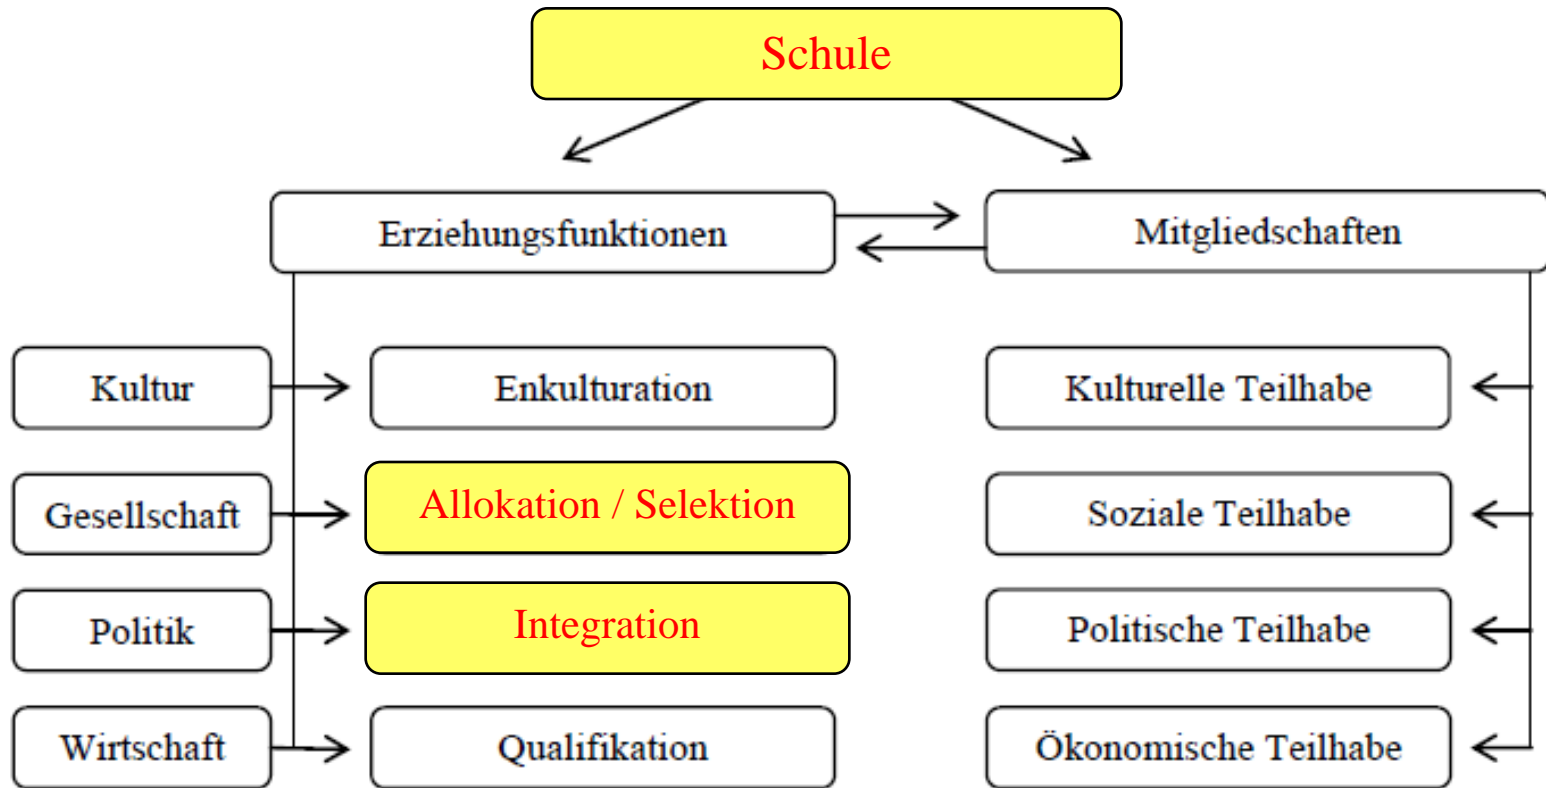 Schule
Erziehungsfunktionen
Mitgliedschaften
Kultur
Enkulturation
Kulturelle Teilhabe
Gesellschaft
Allokation / Selektion
Soziale Teilhabe
Politik
Integration
Politische Teilhabe
Wirtschaft
Qualifikation
Ökonomische Teilhabe